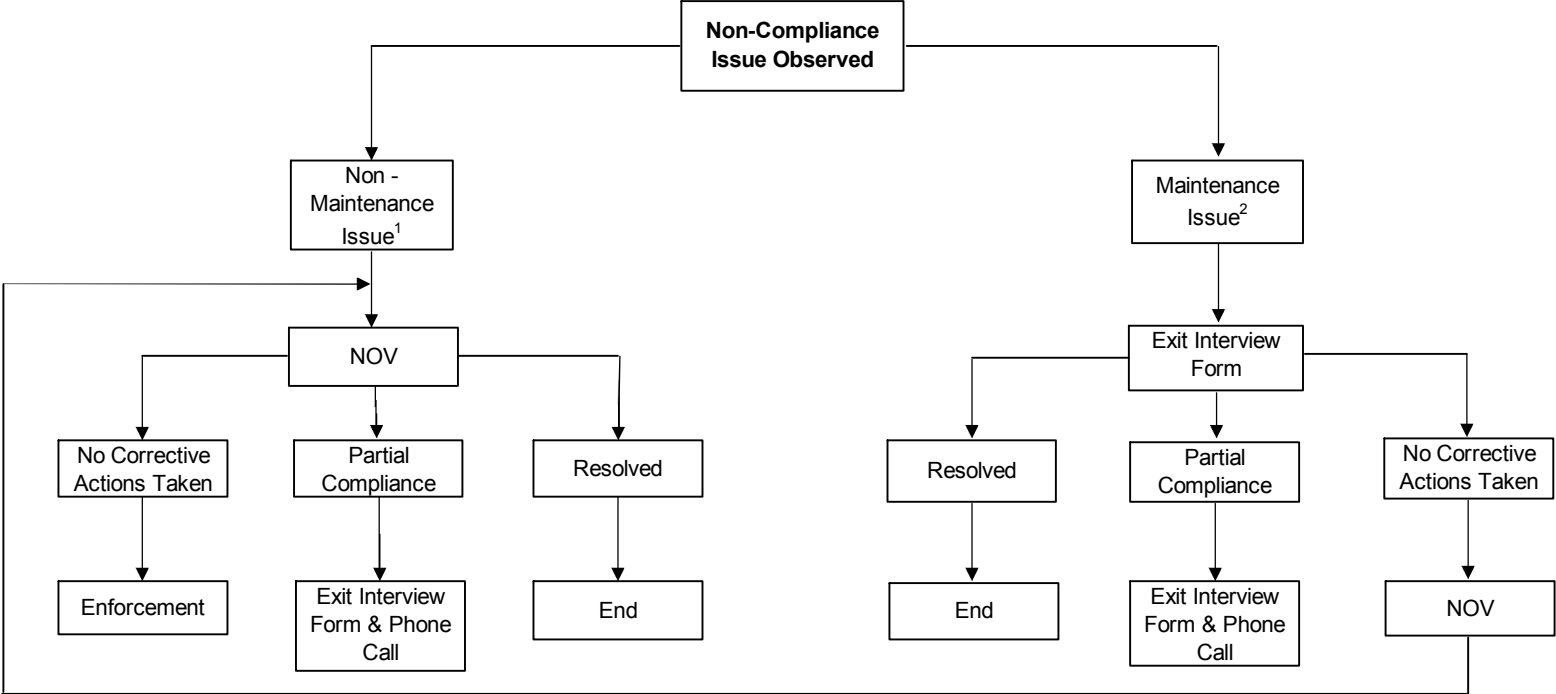 Non-Compliance
Issue Observed
Non -
Maintenance
Issue1
Maintenance
Issue2
NOV
Exit Interview
Form
No Corrective
Actions Taken
Partial
Compliance
Resolved
Resolved
Partial
Compliance
No Corrective
Actions Taken
Enforcement
Exit Interview
Form & Phone
Call
End
End
Exit Interview
Form & Phone
Call
NOV